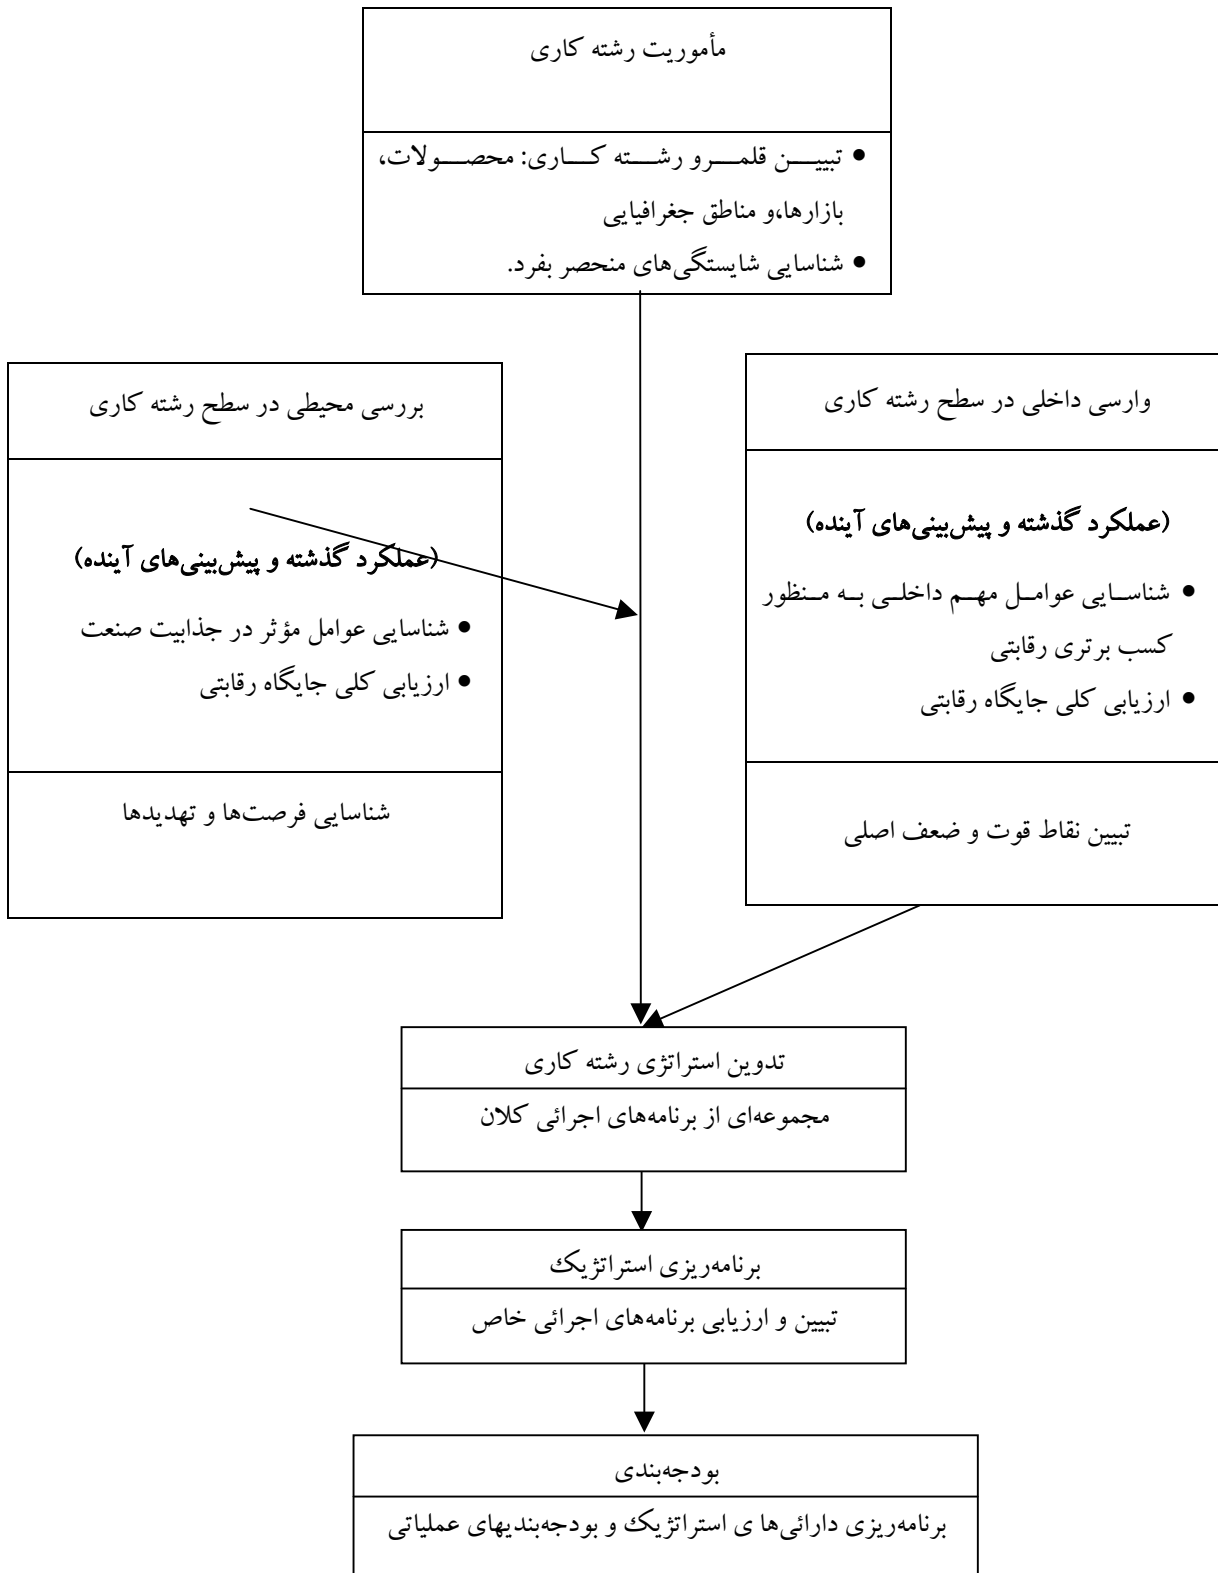 مأموریت رشته کاری
• تبیین قلمرو رشته کاری: محصولات،
بازارها،و مناطق جغرافیایی
• شناسایی شایستگی‌های منحصر بفرد.
وارسی داخلی در سطح رشته کاری
(عملکرد گذشته و پیش‌بینی‌های آینده)
• شناسایی عوامل مهم داخلی به منظور
کسب برتری رقابتی
• ارزیابی کلی جایگاه رقابتی
تبیین نقاط قوت و ضعف اصلی
بررسی محیطی در سطح رشته کاری
(عملکرد گذشته و پیش‌بینی‌های آینده)
• شناسایی عوامل مؤثر در جذابیت صنعت
• ارزیابی کلی جایگاه رقابتی
شناسایی فرصت‌ها و تهدیدها
تدوین استراتژی رشته کاری
مجموعه‌ای از برنامه‌های اجرائی کلان
برنامه‌ریزی استراتژیک
تبیین و ارزیابی برنامه‌های اجرائی خاص
بودجه‌بندی
برنامه‌ریزی دارائی‌ها ی استراتژیک و بودجه‌بندیهای عملیاتی